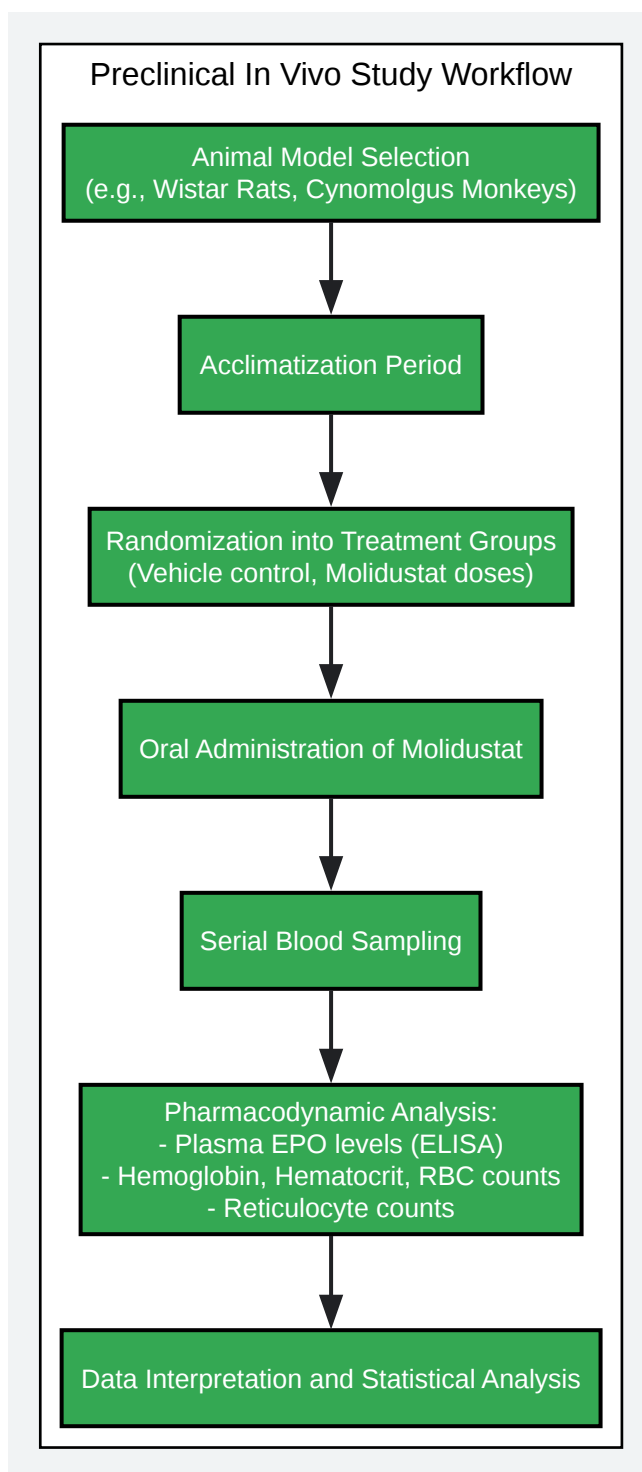 Preclinical In Vivo Study Workflow
Animal Model Selection
(e.g., Wistar Rats, Cynomolgus Monkeys)
Acclimatization Period
Randomization into Treatment Groups
(Vehicle control, Molidustat doses)
Oral Administration of Molidustat
Serial Blood Sampling
Pharmacodynamic Analysis:
- Plasma EPO levels (ELISA)
- Hemoglobin, Hematocrit, RBC counts
- Reticulocyte counts
Data Interpretation and Statistical Analysis